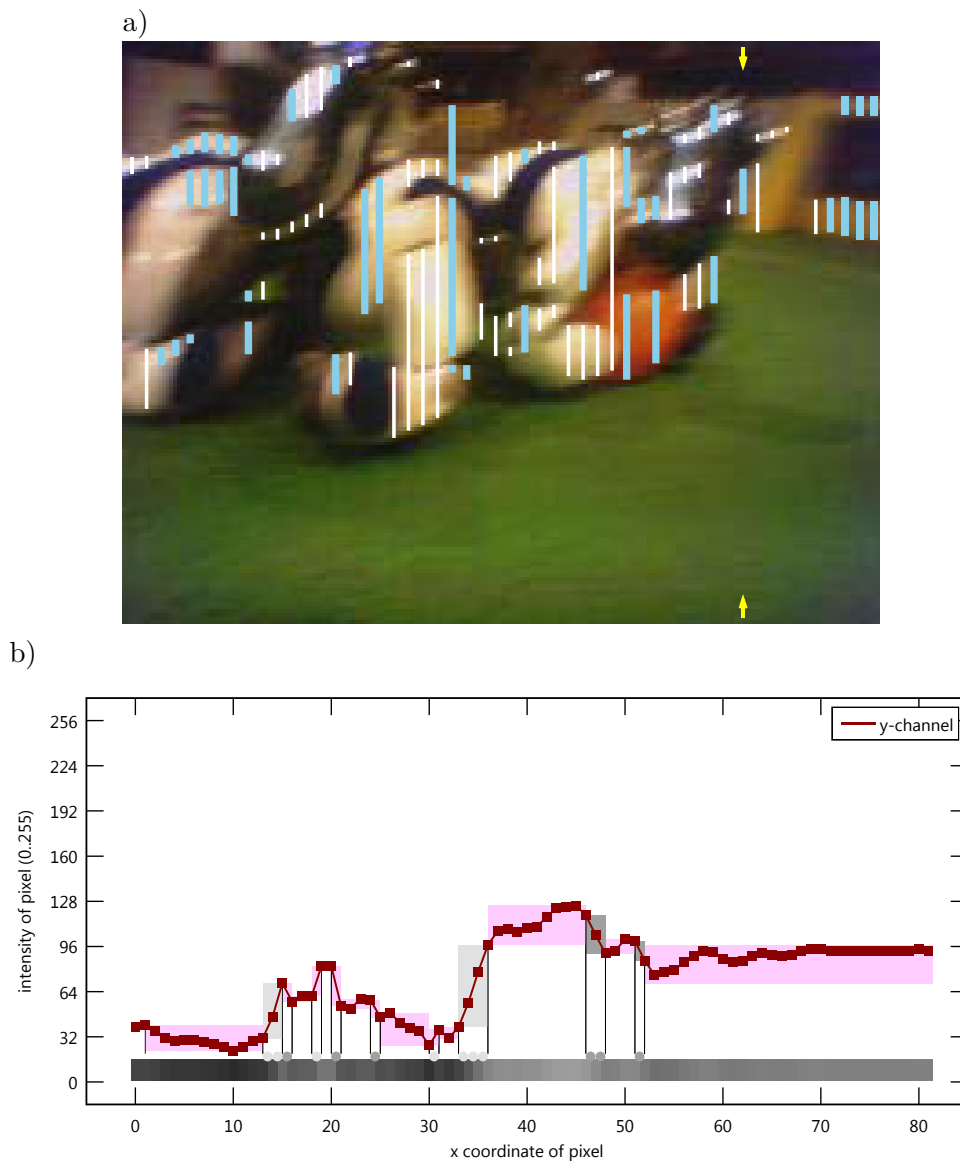 a)
b)
256
224
192
160
128
96
64
32
0
intensity of pixel (0..255)
y-channel
0 10 20 30 40 50 60 70 80
x coordinate of pixel